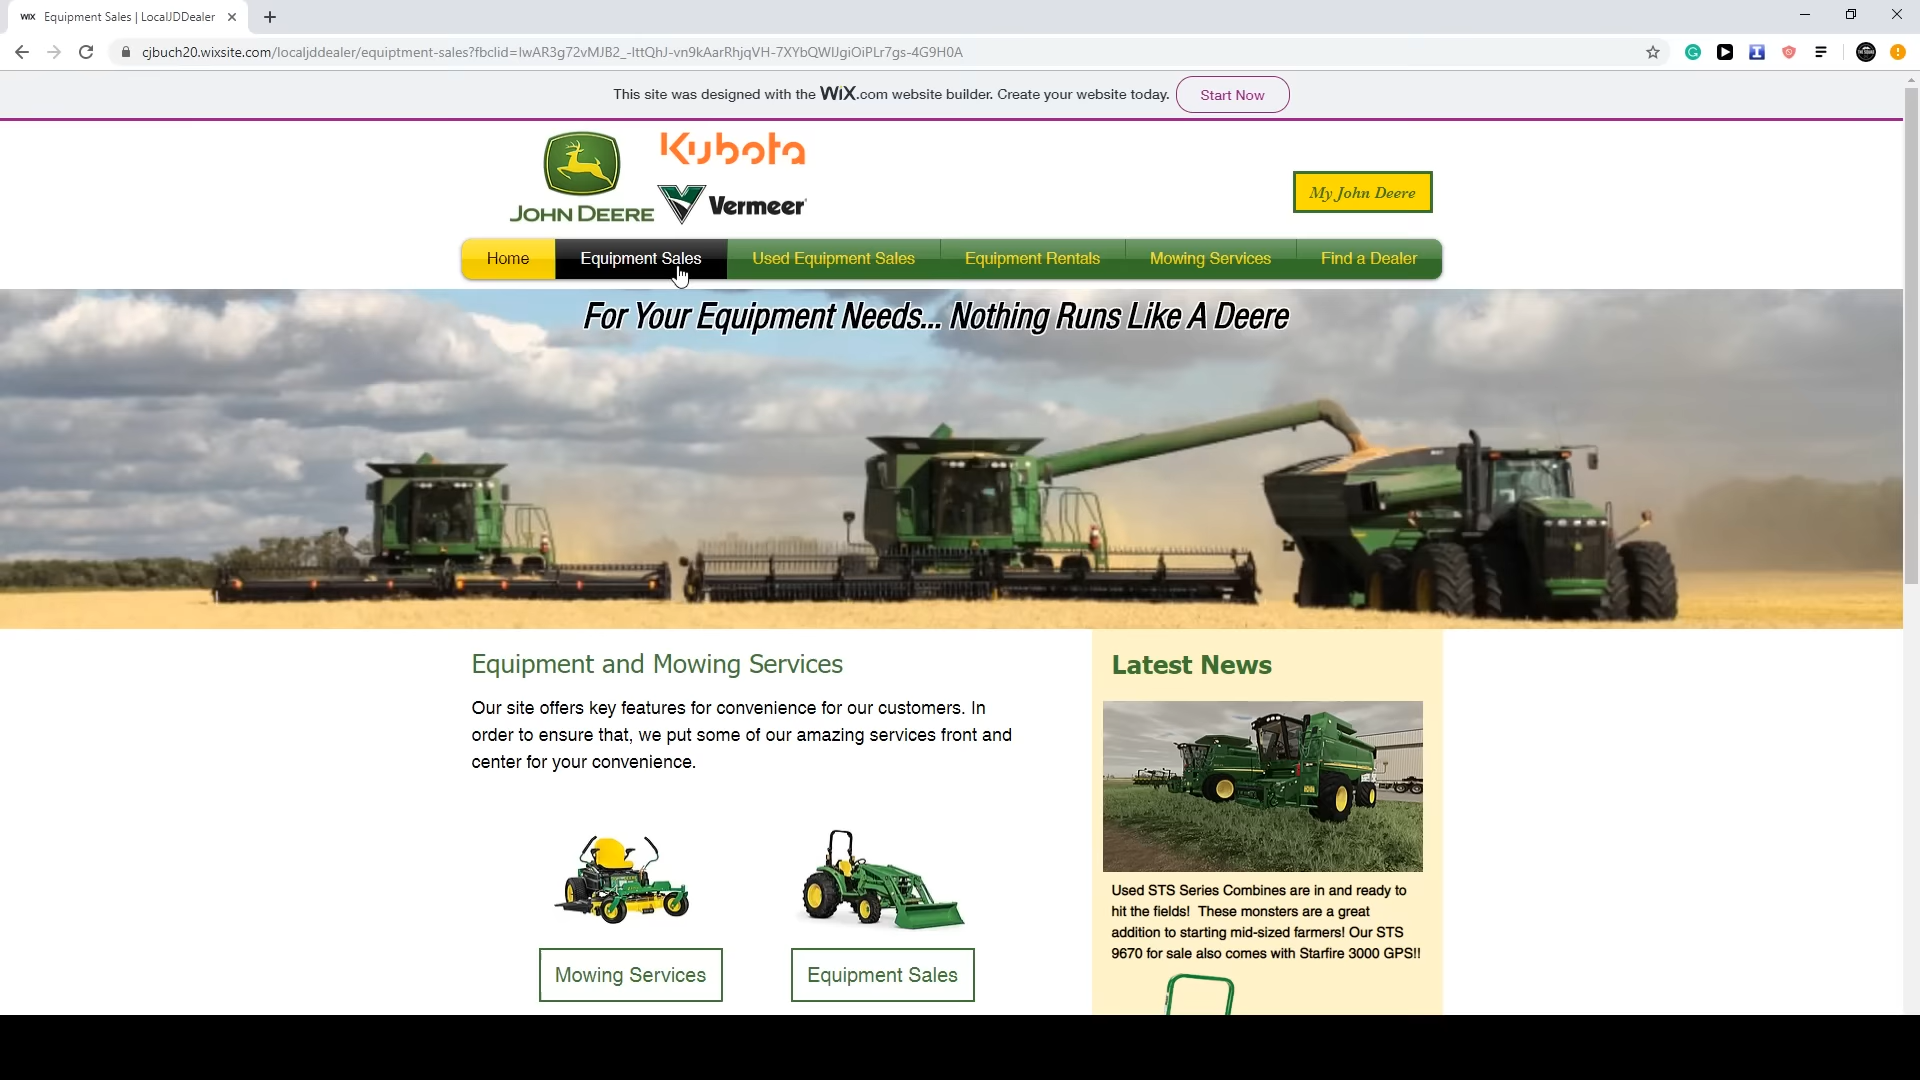 WiX Equipment Sales | LocalJDDealer
cjbuch20.wixsite.com/localjddealer/equiptment-sales?fbclid=IwAR3g72vMJB2_-IttQhJ-vn9kAarRhjqVH-7XYbQWlJgiOiPLr7gs-4G9H0A
This site was designed with the WiX.com website builder. Create your website today. Start Now
Kubota
JOHN DEERE
Vermeer
My John Deere
Home Equipment Sales Used Equipment Sales Equipment Rentals Mowing Services Find a Dealer
For Your Equipment Needs... Nothing Runs Like A Deere
Equipment and Mowing Services
Our site offers key features for convenience for our customers. In
order to ensure that, we put some of our amazing services front and
center for your convenience.
Mowing Services
Equipment Sales
Latest News
Used STS Series Combines are in and ready to
hit the fields! These monsters are a great
addition to starting mid-sized farmers! Our STS
9670 for sale also comes with Starfire 3000 GPS!!